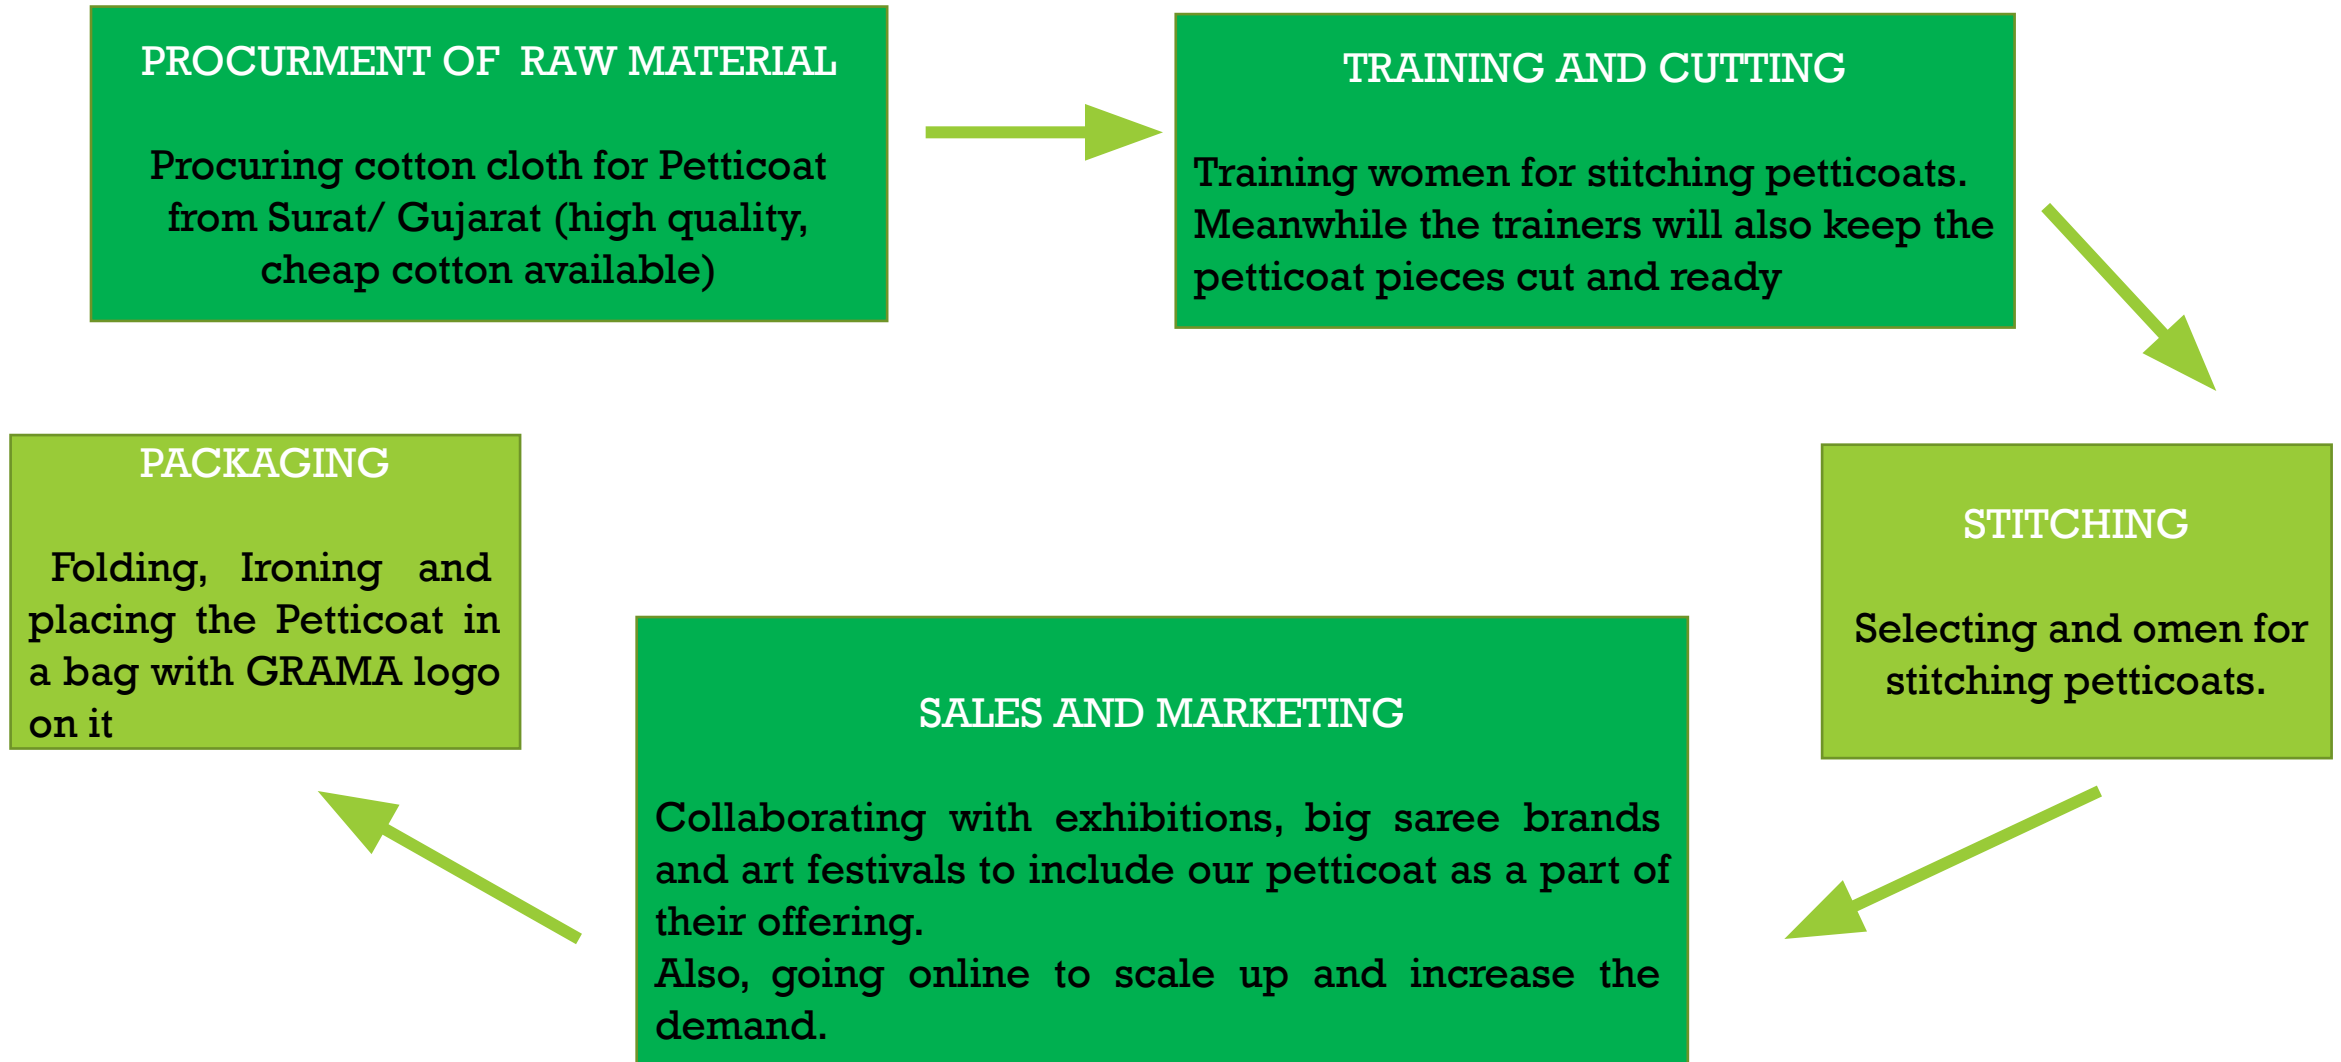 PROCURMENT OF RAW MATERIAL
Procuring cotton cloth for Petticoat
from Surat/ Gujarat (high quality,
cheap cotton available)
TRAINING AND CUTTING
Training women for stitching petticoats.
Meanwhile the trainers will also keep the
petticoat pieces cut and ready
STITCHING
Selecting and omen for
stitching petticoats.
SALES AND MARKETING
Collaborating with exhibitions, big saree brands
and art festivals to include our petticoat as a part of
their offering.
Also, going online to scale up and increase the
demand.
PACKAGING
Folding, Ironing and
placing the Petticoat in
a bag with GRAMA logo
on it